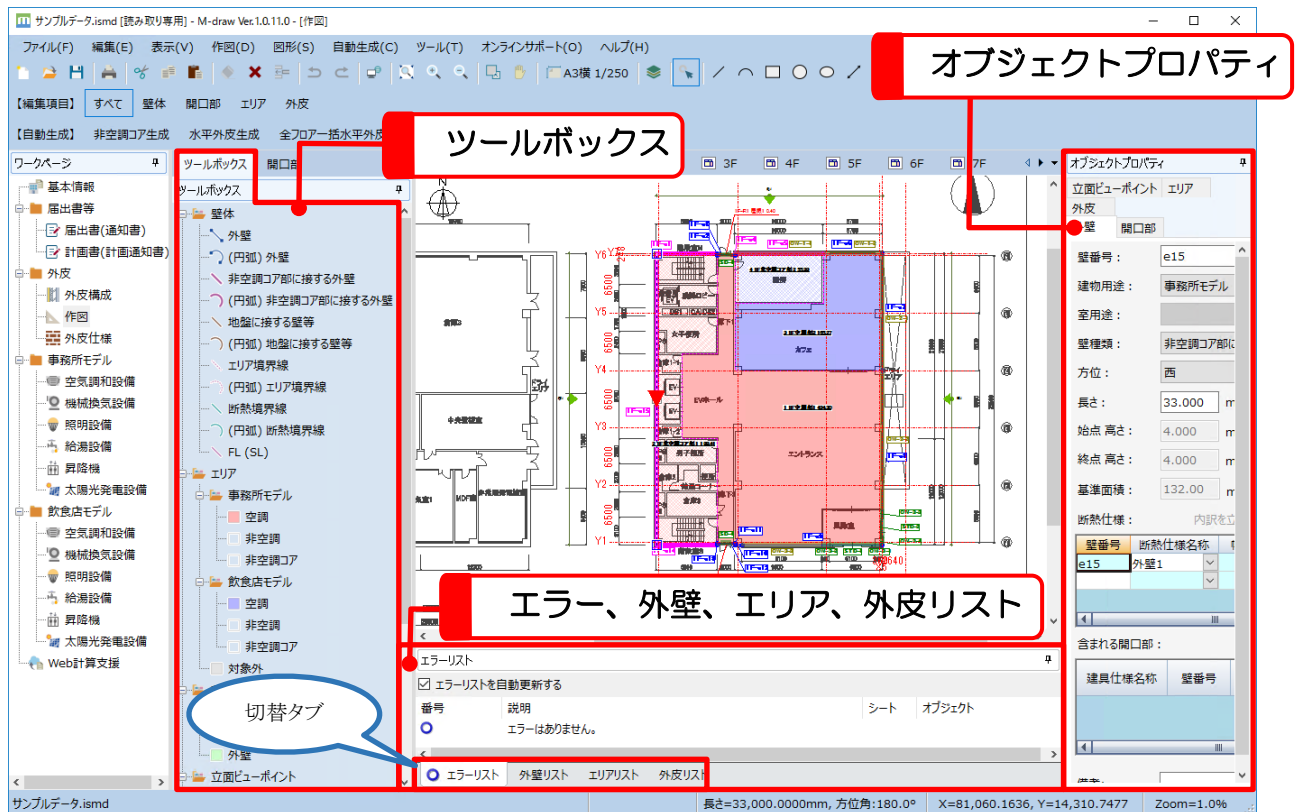 サンプルデータ.ismd [読み取り専用] - M-draw Ver.1.0.11.0 - [作図]
ファイル(F) 編集(E) 表示(V) 作図(D) 図形(S) 自動生成(C) ツール(T) オンラインサポート(O) ヘルプ(H)
オブジェクトプロパティ
A3横 1/250
【編集項目】 すべて 壁体 開口部 エリア 外皮
【自動生成】 非空調コア生成 水平外皮生成 全フロア一括水平外皮
ツールボックス
ワークページ
基本情報
届出書等
届出書(通知書)
計画書(計画通知書)
外皮
外皮構成
作図
外皮仕様
事務所モデル
空気調和設備
機械換気設備
照明設備
給湯設備
昇降機
太陽光発電設備
飲食店モデル
空気調和設備
機械換気設備
照明設備
給湯設備
昇降機
太陽光発電設備
Web計算支援
ツールボックス 開口部
ツールボックス
壁体
外壁
(円弧) 外壁
非空調コア部に接する外壁
(円弧) 非空調コア部に接する外壁
地盤に接する壁等
(円弧) 地盤に接する壁等
エリア境界線
(円弧) エリア境界線
断熱境界線
(円弧) 断熱境界線
FL (SL)
エリア
事務所モデル
空調
非空調
非空調コア
飲食店モデル
空調
非空調
非空調コア
対象外
外壁
立面ビューポイント
切替タブ
3F 4F 5F 6F 7F
N
Y6
Y5
Y4
Y3
Y2
Y1
6500
6500
6500
6500
6500
倉庫3
中央管理室
MDF室
女子便所
カフェ
EVホール
エントランス
男子便所
エラー、外壁、エリア、外皮リスト
エラーリスト
エラーリストを自動更新する
番号 説明 シート オブジェクト
エラーはありません。
エラーリスト 外壁リスト エリアリスト 外皮リスト
オブジェクトプロパティ
立面ビューポイント エリア
外皮
壁 開口部
壁番号： e15
建物用途： 事務所モデル
室用途：
壁種類： 非空調コア部に
方位： 西
長さ： 33.000 m
始点 高さ： 4.000 m
終点 高さ： 4.000 m
基準面積： 132.00 m
断熱仕様： 内訳を立
壁番号 断熱仕様名称
e15 外壁1
含まれる開口部：
建具仕様名称 壁番号
備考:
サンプルデータ.ismd
長さ=33,000.0000mm, 方位角:180.0° X=81,060.1636, Y=14,310.7477 Zoom=1.0%